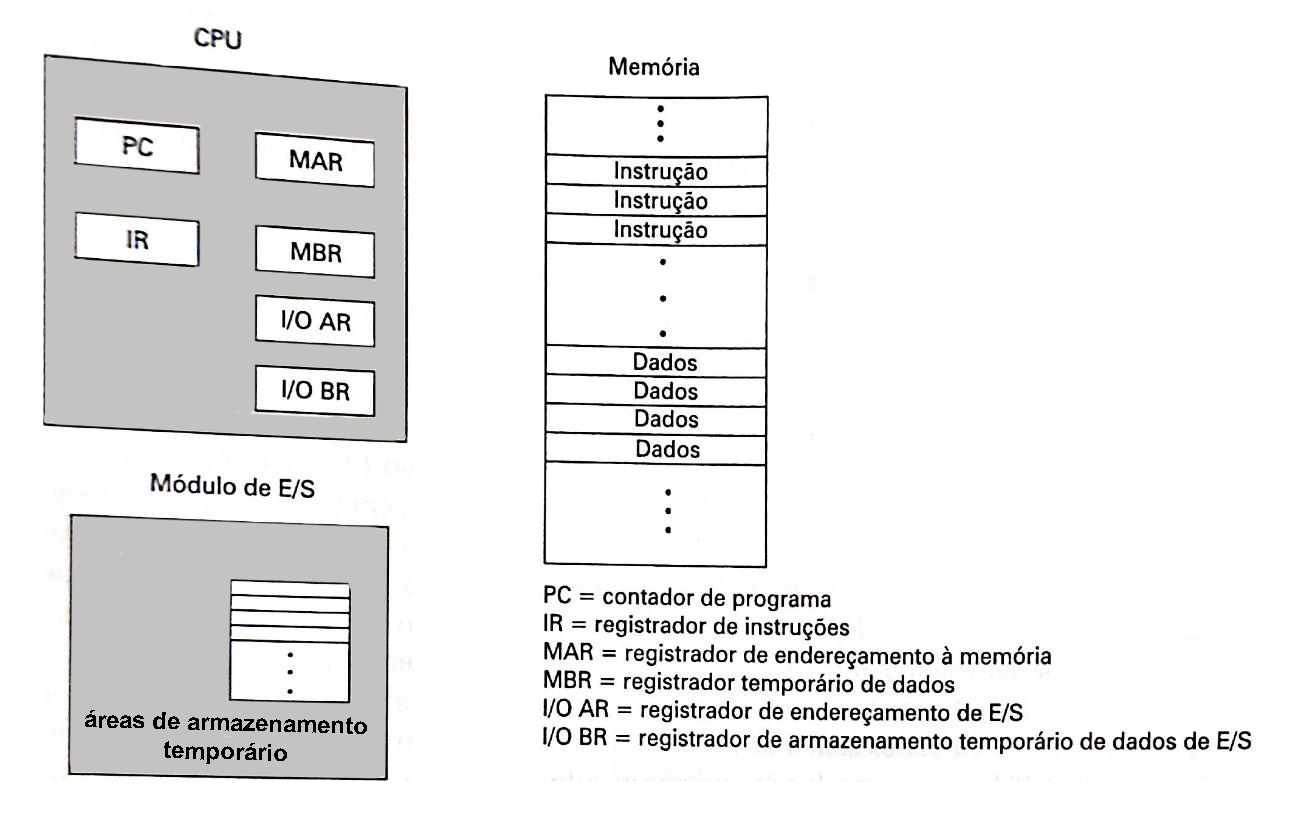 CPU
PC
MAR
IR
MBR
I/O AR
I/O BR
Módulo de E/S
áreas de armazenamento
temporário
Memória
Instrução
Instrução
Instrução
Dados
Dados
Dados
Dados
PC = contador de programa
IR = registrador de instruções
MAR = registrador de endereçamento à memória
MBR = registrador temporário de dados
I/O AR = registrador de endereçamento de E/S
I/O BR = registrador de armazenamento temporário de dados de E/S